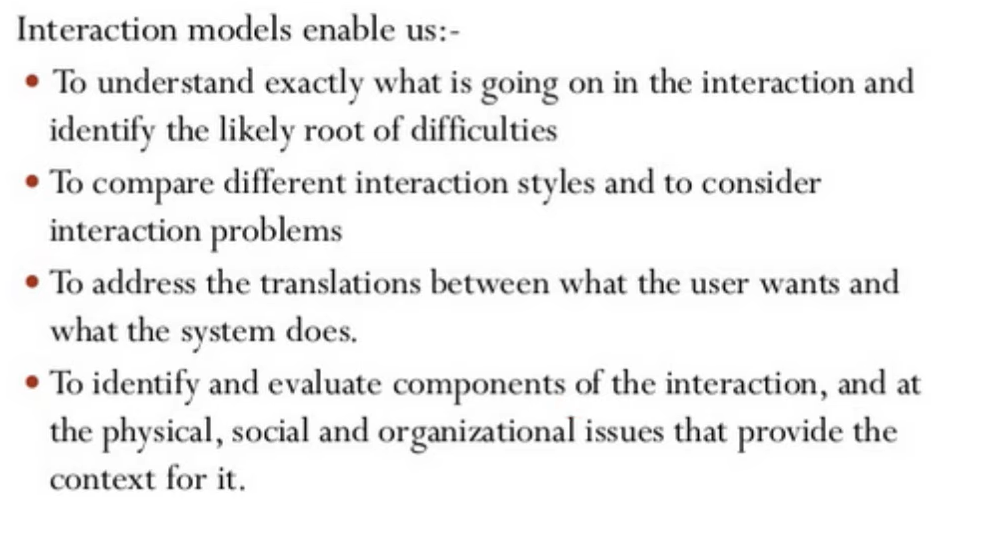 Interaction models enable us:-
• To understand exactly what is going on in the interaction and
identify the likely root of difficulties
• To compare different interaction styles and to consider
interaction problems
• To address the translations between what the user wants and
what the system does.
• To identify and evaluate components of the interaction, and at
the physical, social and organizational issues that provide the
context for it.